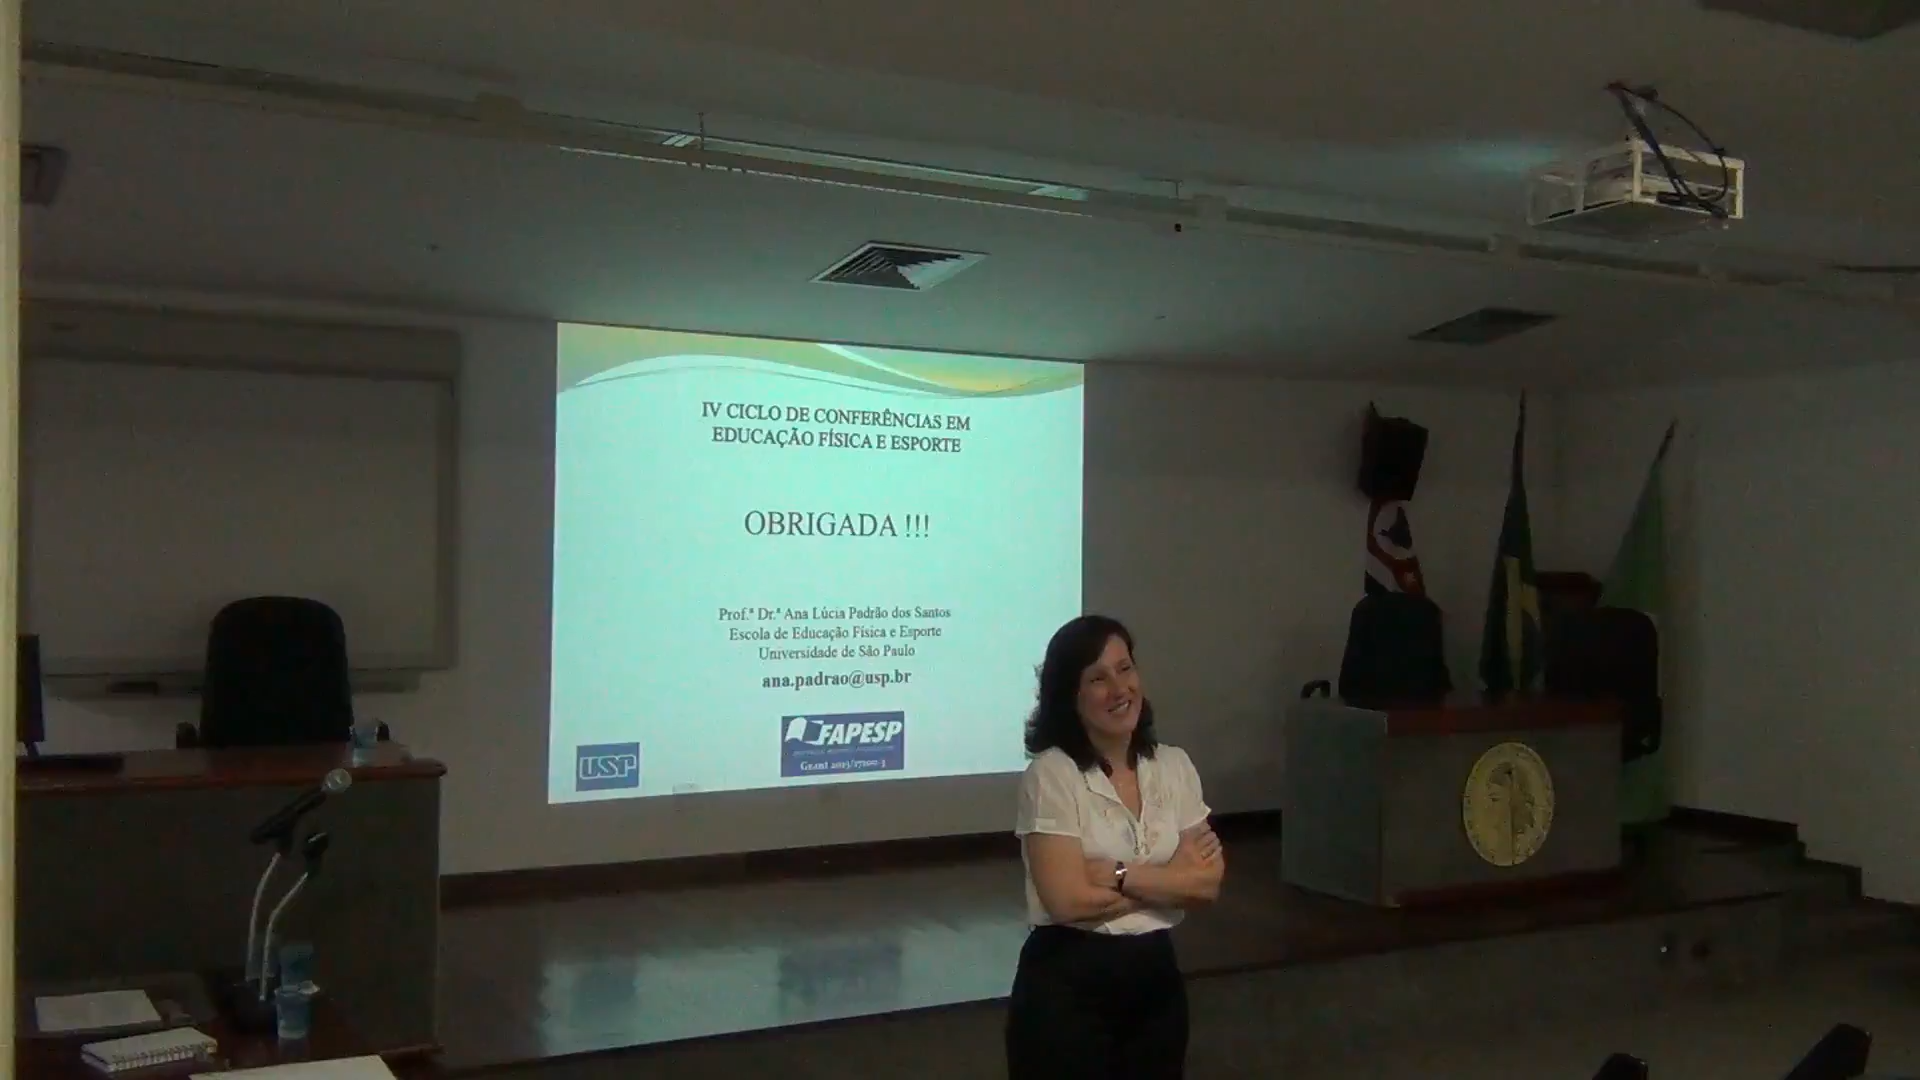 IV CICLO DE CONFERÊNCIAS EM
EDUCAÇÃO FÍSICA E ESPORTE
OBRIGADA !!!
Prof.ª Dr.ª Ana Lúcia Padrão dos Santos
Escola de Educação Física e Esporte
Universidade de São Paulo
ana.padrao@usp.br
FAPESP
USP